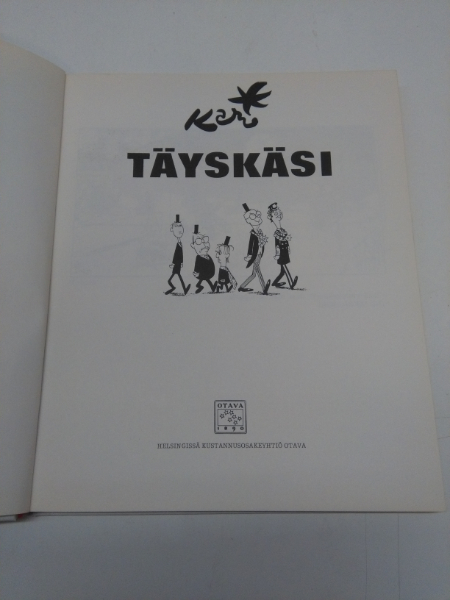 Kari
TÄYSKÄSI
OTAVA
1890
HELSINGISSÄ KUSTANNUSOSAKEYHTIÖ OTAVA